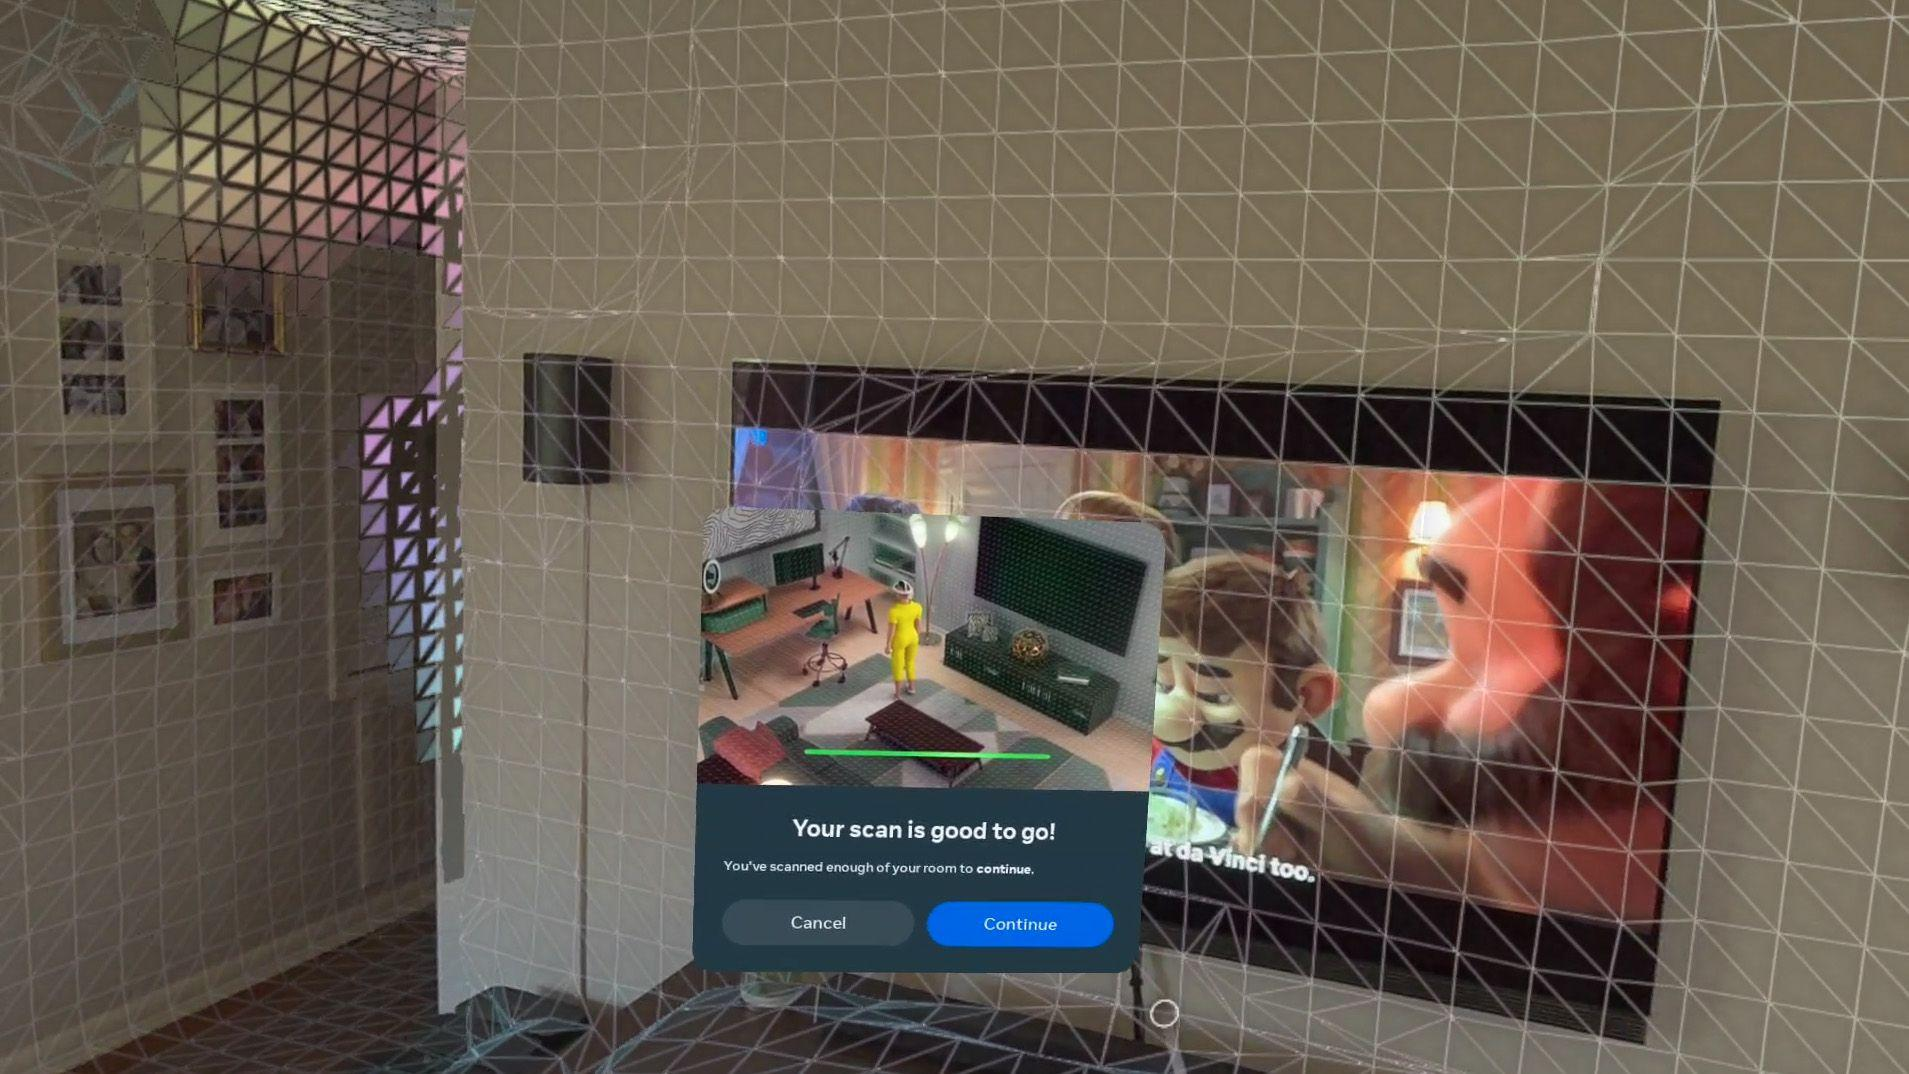 at da Vinci too.
Your scan is good to go!
You've scanned enough of your room to continue.
Cancel
Continue